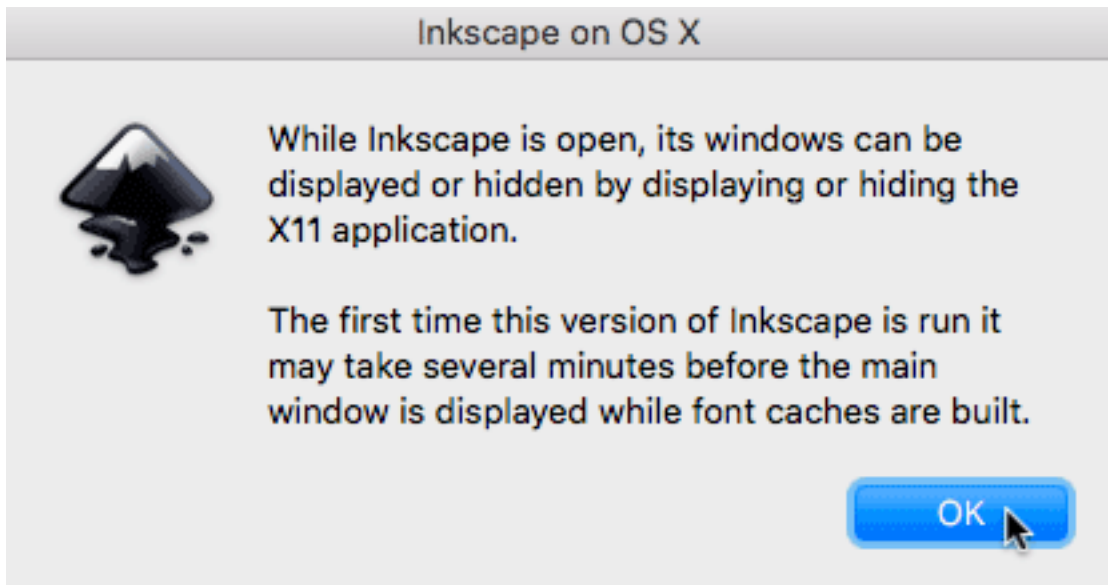 Inkscape on OS X
While Inkscape is open, its windows can be
displayed or hidden by displaying or hiding the
X11 application.
The first time this version of Inkscape is run it
may take several minutes before the main
window is displayed while font caches are built.
OK